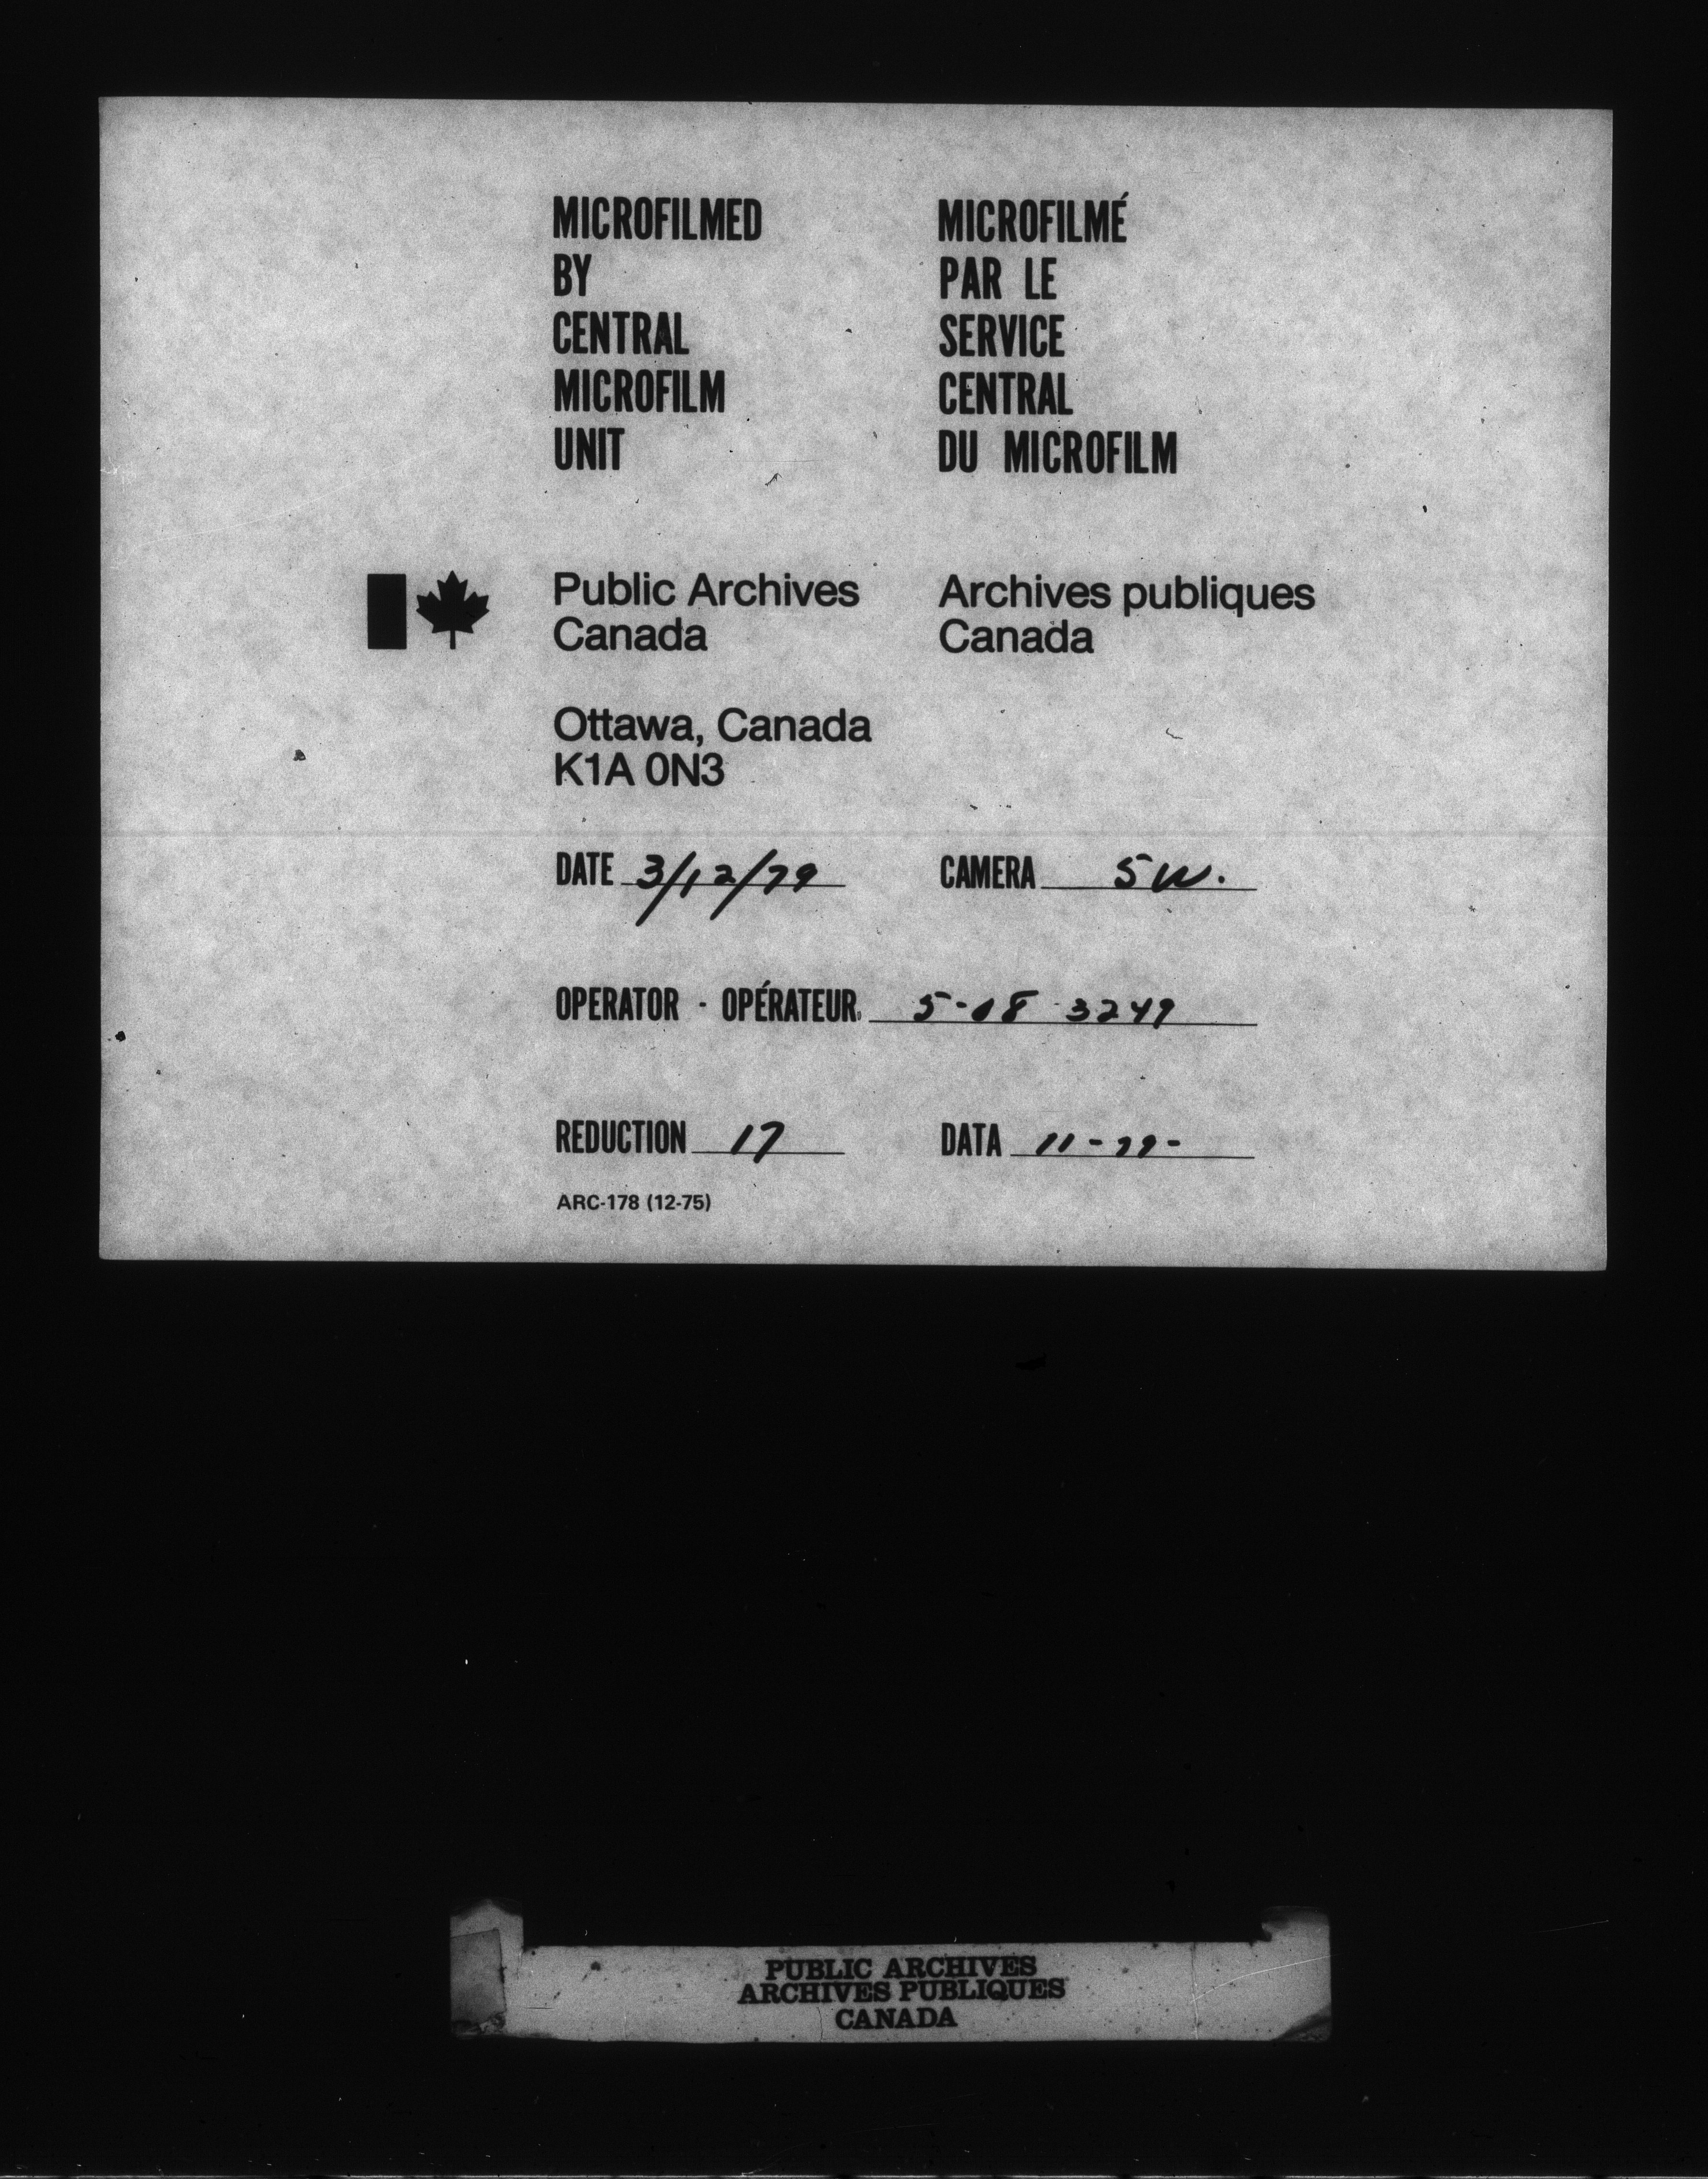 MICROFILMED
BY
CENTRAL
MICROFILM
UNIT
MICROFILMÉ
PAR LE
SERVICE
CENTRAL
DU MICROFILM
Public Archives
Canada
Archives publiques
Canada
Ottawa, Canada
K1A 0N3
DATE 3/12/79
CAMERA 5W.
OPERATOR - OPÉRATEUR 5-08 3249
REDUCTION 17
DATA 11-79-
ARC-178 (12-75)
PUBLIC ARCHIVES
ARCHIVES PUBLIQUES
CANADA